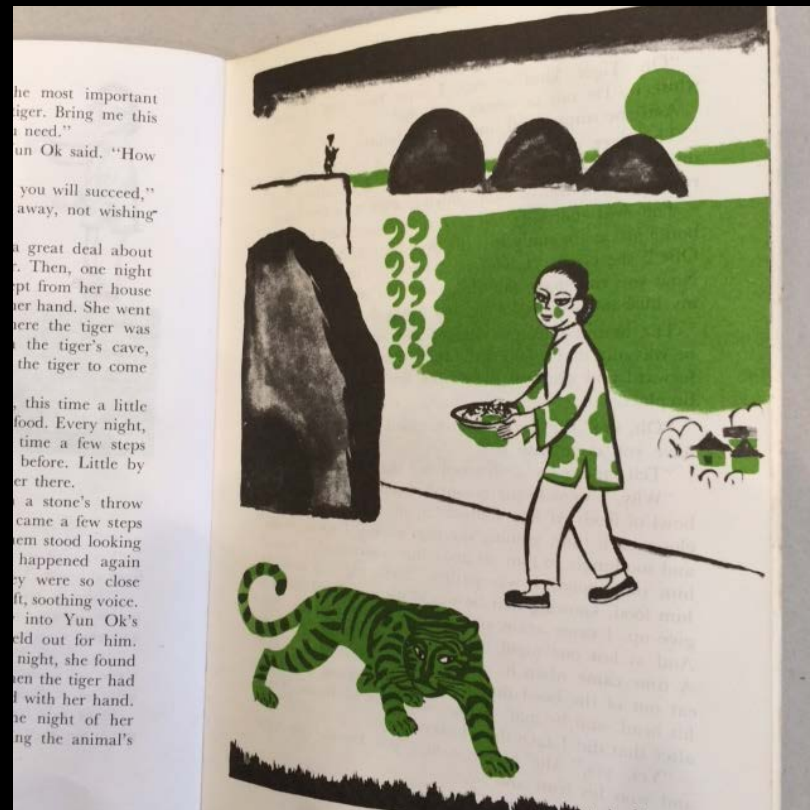 he most important
tiger. Bring me this
need."
un Ok said. "How
you will succeed,"
away, not wishing
a great deal about
r. Then, one night
ept from her house
her hand. She went
here the tiger was
the tiger's cave,
the tiger to come
, this time a little
food. Every night,
time a few steps
before. Little by
er there.
a stone's throw
came a few steps
em stood looking
happened again
ey were so close
ft, soothing voice.
into Yun Ok's
eld out for him.
night, she found
en the tiger had
d with her hand.
he night of her
ng the animal's